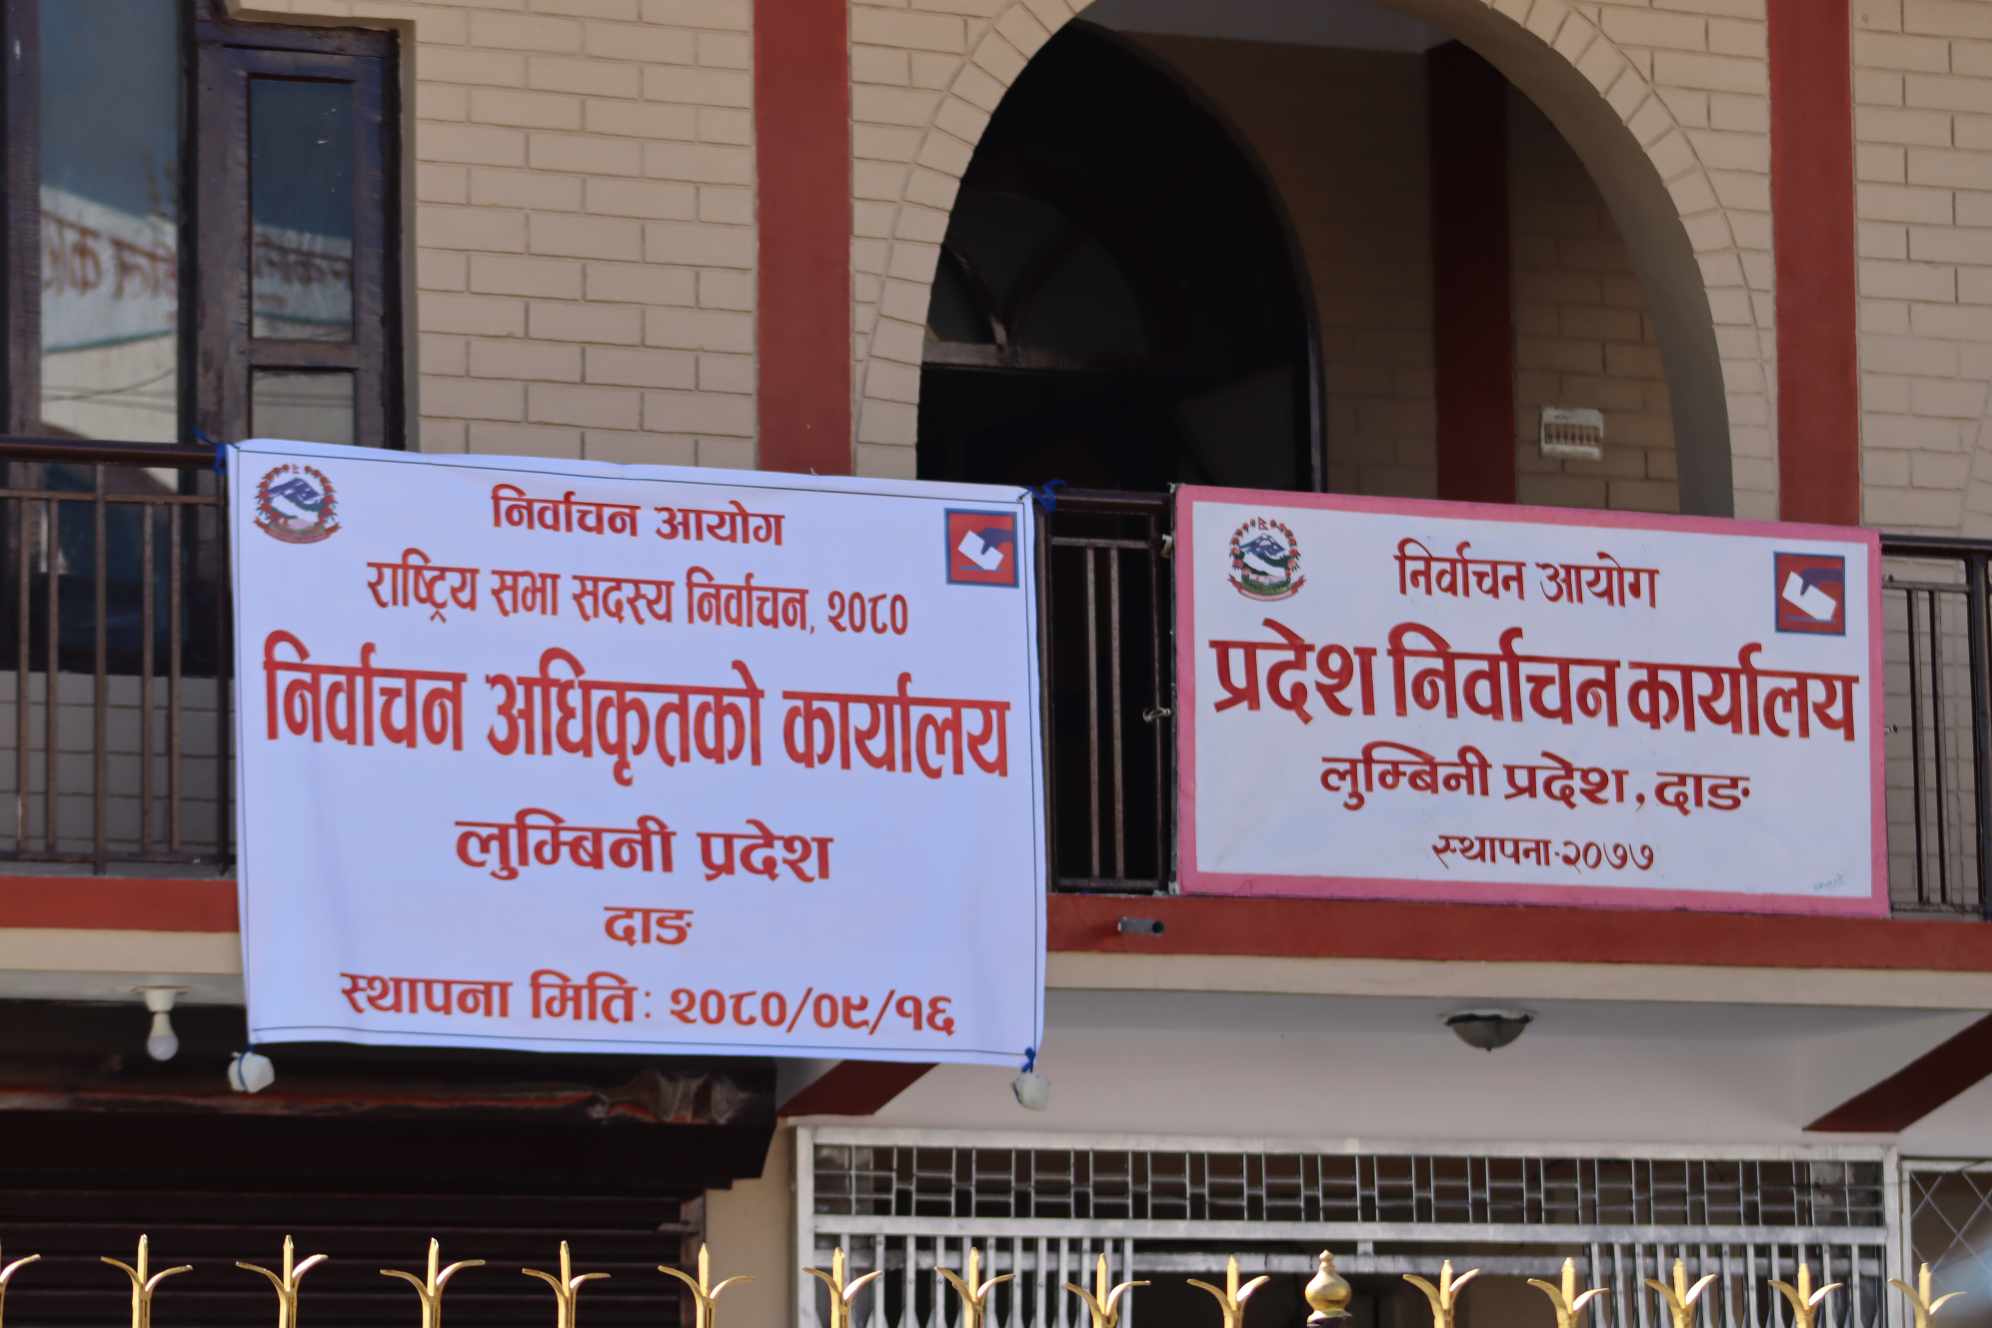 निर्वाचन आयोग
राष्ट्रिय सभा सदस्य निर्वाचन, २०८०
निर्वाचन अधिकृतको कार्यालय
लुम्बिनी प्रदेश
दाङ
स्थापना मिति: २०८०/०९/१६
निर्वाचन आयोग
प्रदेश निर्वाचन कार्यालय
लुम्बिनी प्रदेश, दाङ
स्थापना-२०७७